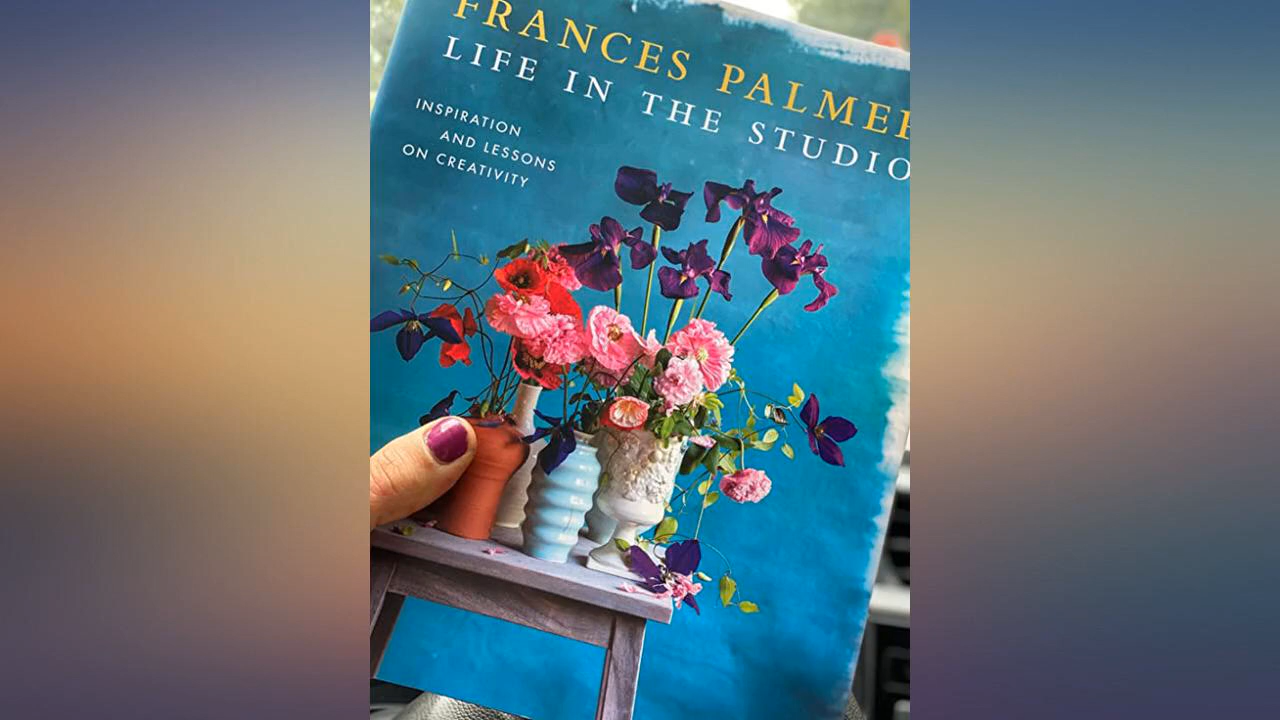 FRANCES PALMER
LIFE IN THE STUDIO
INSPIRATION
AND LESSONS
ON CREATIVITY